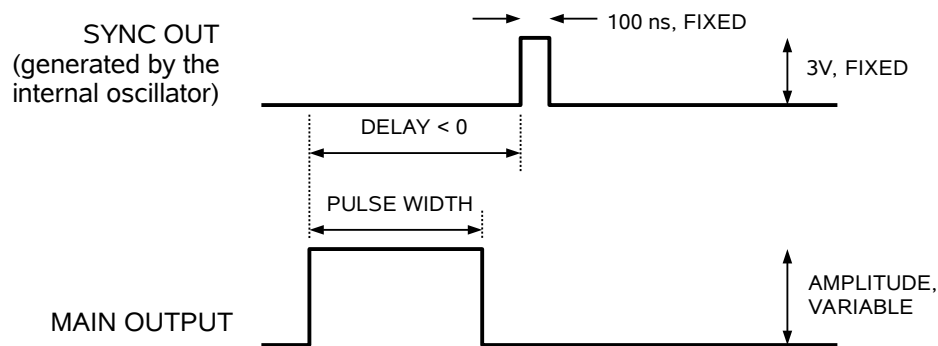 100 ns, FIXED
SYNC OUT
(generated by the
internal oscillator)
3V, FIXED
DELAY < 0
PULSE WIDTH
AMPLITUDE,
VARIABLE
MAIN OUTPUT